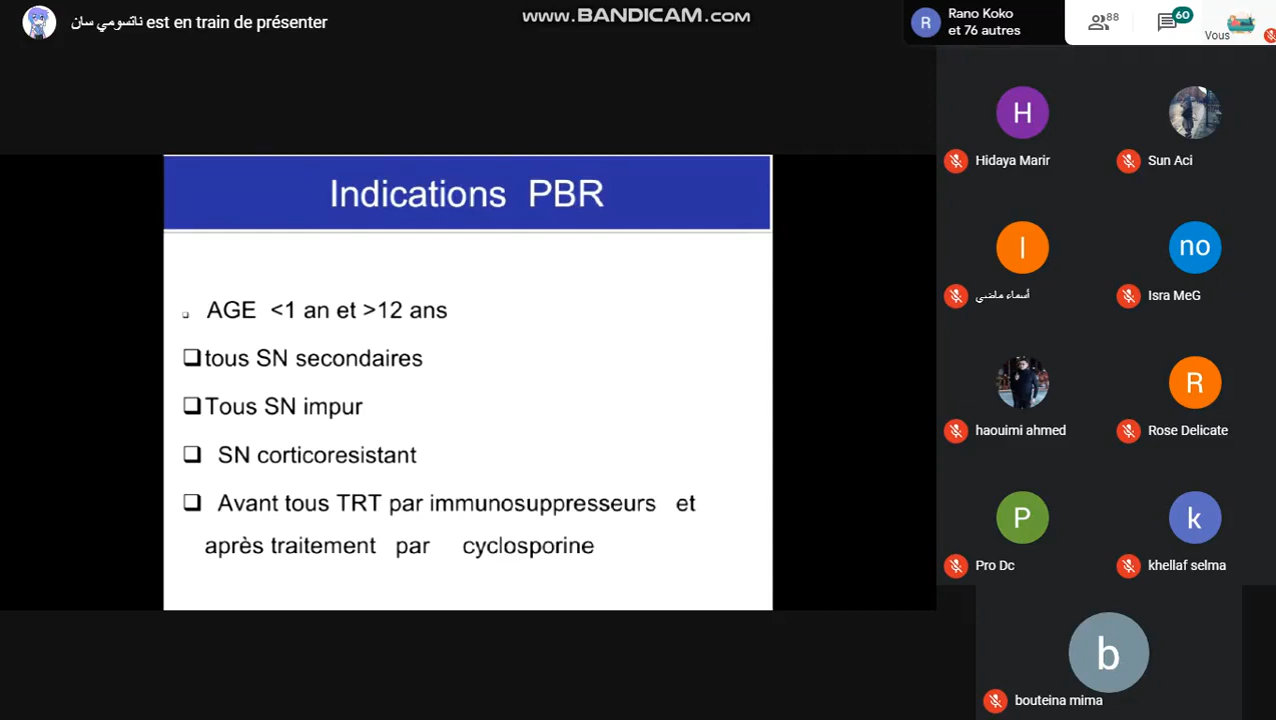 ناتسومي سان est en train de présenter
www.BANDICAM.com
Rano Koko
et 76 autres
88
60
Vous
Indications PBR
AGE <1 an et >12 ans
tous SN secondaires
Tous SN impur
SN corticoresistant
Avant tous TRT par immunosuppresseurs et
après traitement par cyclosporine
R
H
Hidaya Marir
Sun Aci
I
أسماء ماضي
no
Isra MeG
haouimi ahmed
R
Rose Delicate
P
Pro Dc
k
khellaf selma
b
bouteina mima